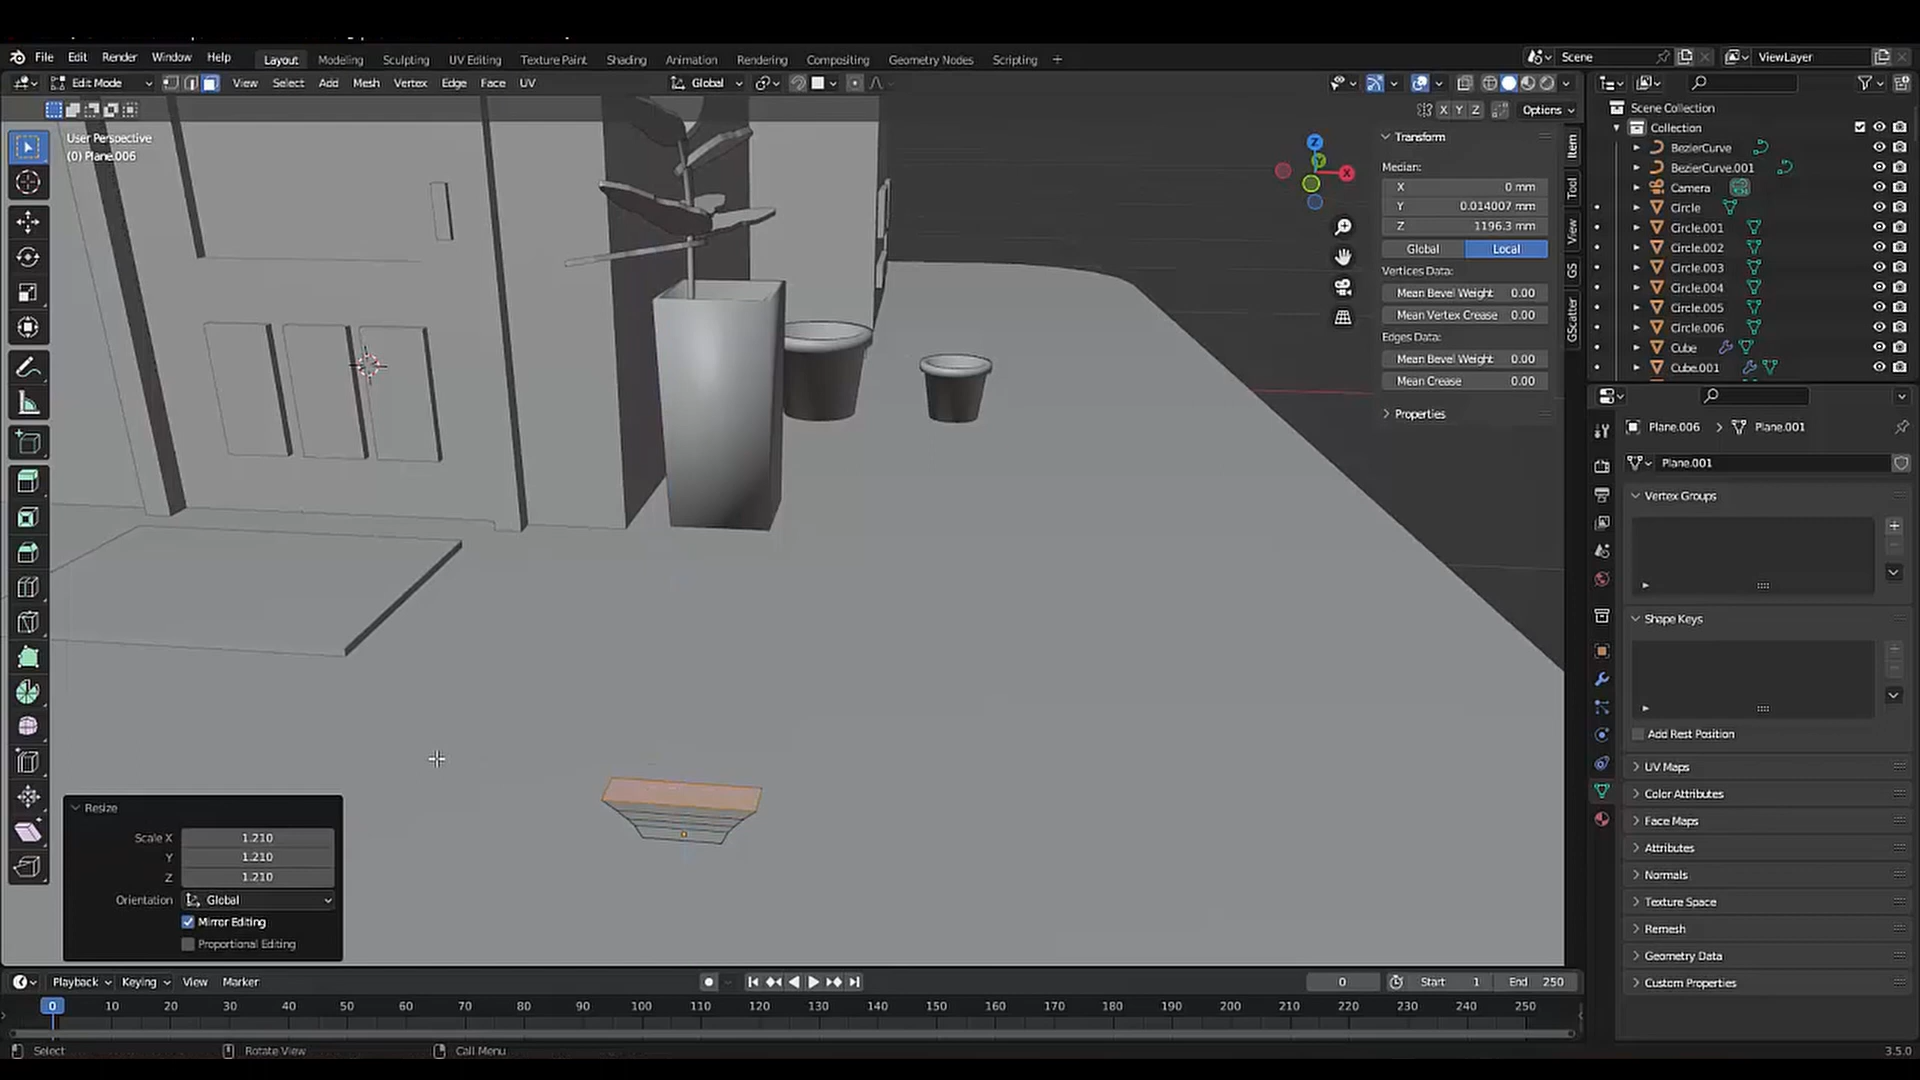 File Edit Render Window Help Layout Modeling Sculpting UV Editing Texture Paint Shading Animation Rendering Compositing Geometry Nodes Scripting + Scene ViewLayer
Edit Mode View Select Add Mesh Vertex Edge Face UV Global
X Y Z Options
User Perspective
(0) Plane.006
Transform
Median:
X 0 mm
Y 0.014007 mm
Z 1196.3 mm
Global Local
Vertices Data:
Mean Bevel Weight 0.00
Mean Vertex Crease 0.00
Edges Data:
Mean Bevel Weight 0.00
Mean Crease 0.00
Properties
Item
Tool
View
GS
GScatter
Z
Y
X
Scene Collection
Collection
BezierCurve
BezierCurve.001
Camera
Circle
Circle.001
Circle.002
Circle.003
Circle.004
Circle.005
Circle.006
Cube
Cube.001
Plane.006 > Plane.001
Plane.001
Vertex Groups
Shape Keys
Add Rest Position
UV Maps
Color Attributes
Face Maps
Attributes
Normals
Texture Space
Remesh
Geometry Data
Custom Properties
Resize
Scale X 1.210
Y 1.210
Z 1.210
Orientation Global
Mirror Editing
Proportional Editing
Playback Keying View Marker 0 Start 1 End 250
0 10 20 30 40 50 60 70 80 90 100 110 120 130 140 150 160 170 180 190 200 210 220 230 240 250
Select Rotate View Call Menu 3.5.0